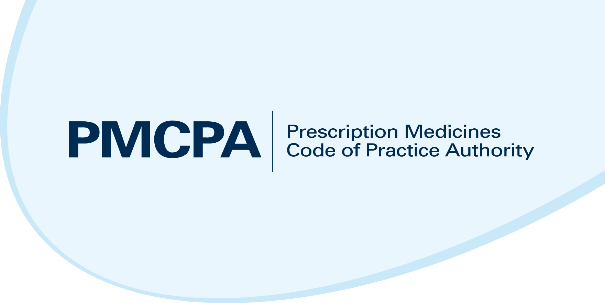 PMCPA
Prescription Medicines
Code of Practice Authority